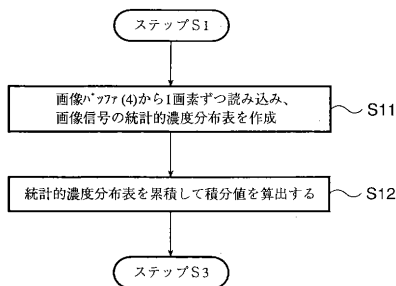 ステップS1
画像ﾊﾞｯﾌｧ(4)から1画素ずつ読み込み、
画像信号の統計的濃度分布表を作成
S11
統計的濃度分布表を累積して積分値を算出する
S12
ステップS3